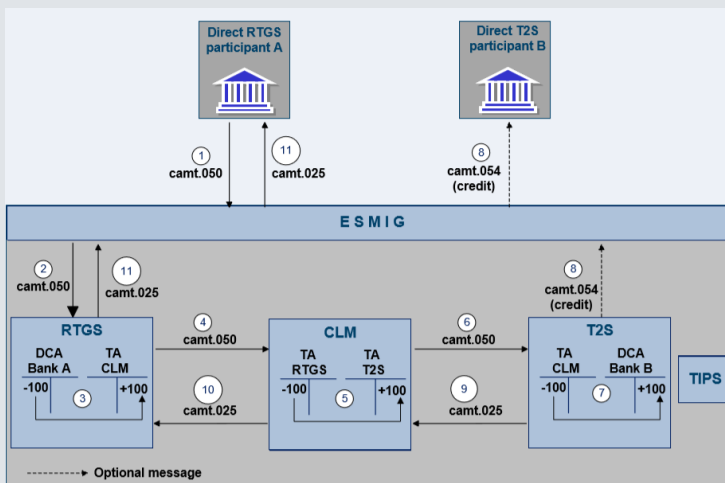 Direct RTGS
participant A
Direct T2S
participant B
1
camt.050
11
camt.025
8
camt.054
(credit)
ESMIG
2
camt.050
11
camt.025
8
camt.054
(credit)
RTGS
DCA
Bank A
TA
CLM
-100
+100
3
4
camt.050
10
camt.025
CLM
TA
RTGS
TA
T2S
-100
+100
5
6
camt.050
9
camt.025
T2S
TA
CLM
DCA
Bank B
-100
+100
7
TIPS
Optional message